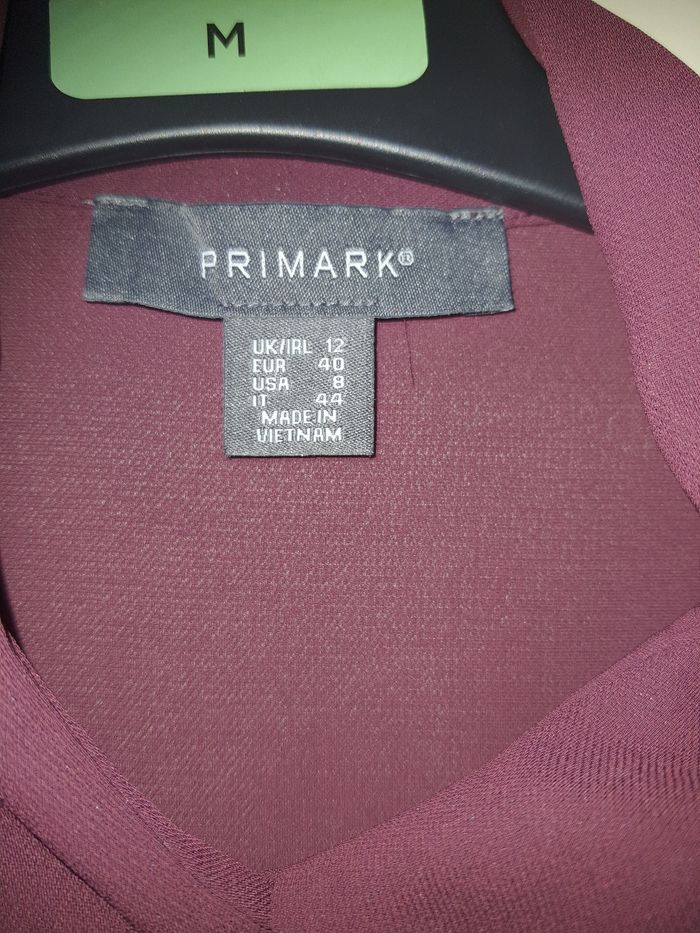 M
PRIMARK®
UK/IRL 12
EUR 40
USA 8
IT 44
MADE IN
VIETNAM